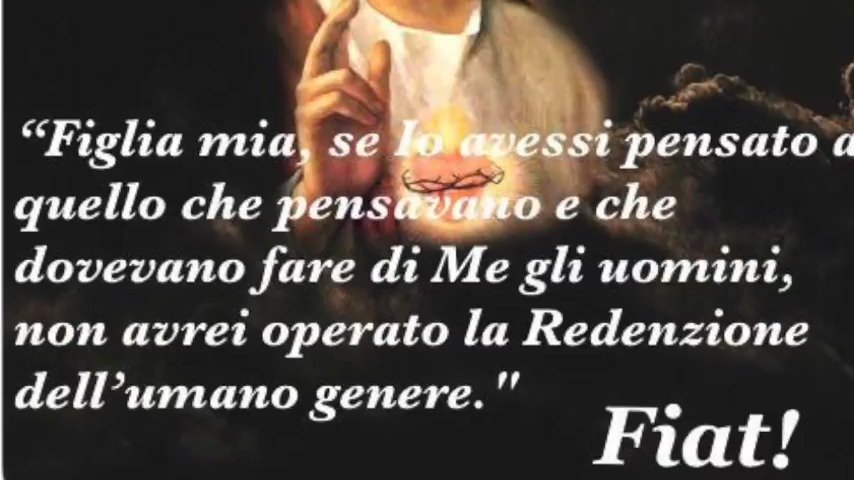 “Figlia mia, se Io avessi pensato a
quello che pensavano e che
dovevano fare di Me gli uomini,
non avrei operato la Redenzione
dell’umano genere."
Fiat!